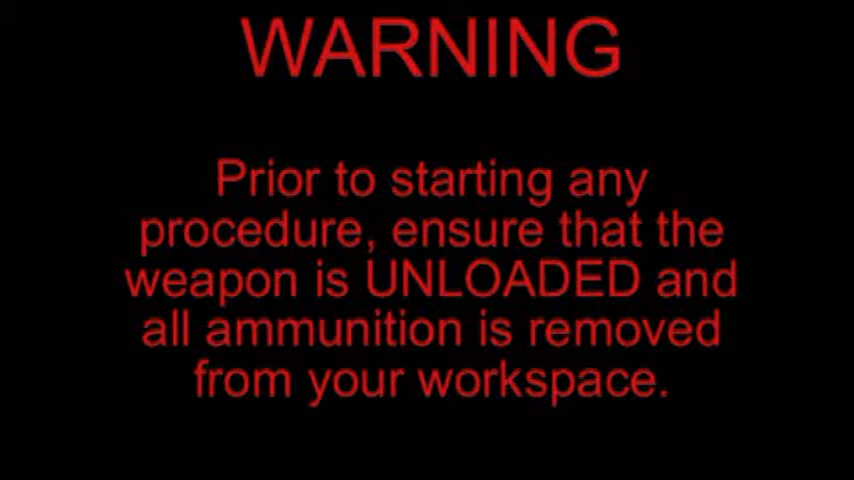 WARNING
Prior to starting any
procedure, ensure that the
weapon is UNLOADED and
all ammunition is removed
from your workspace.